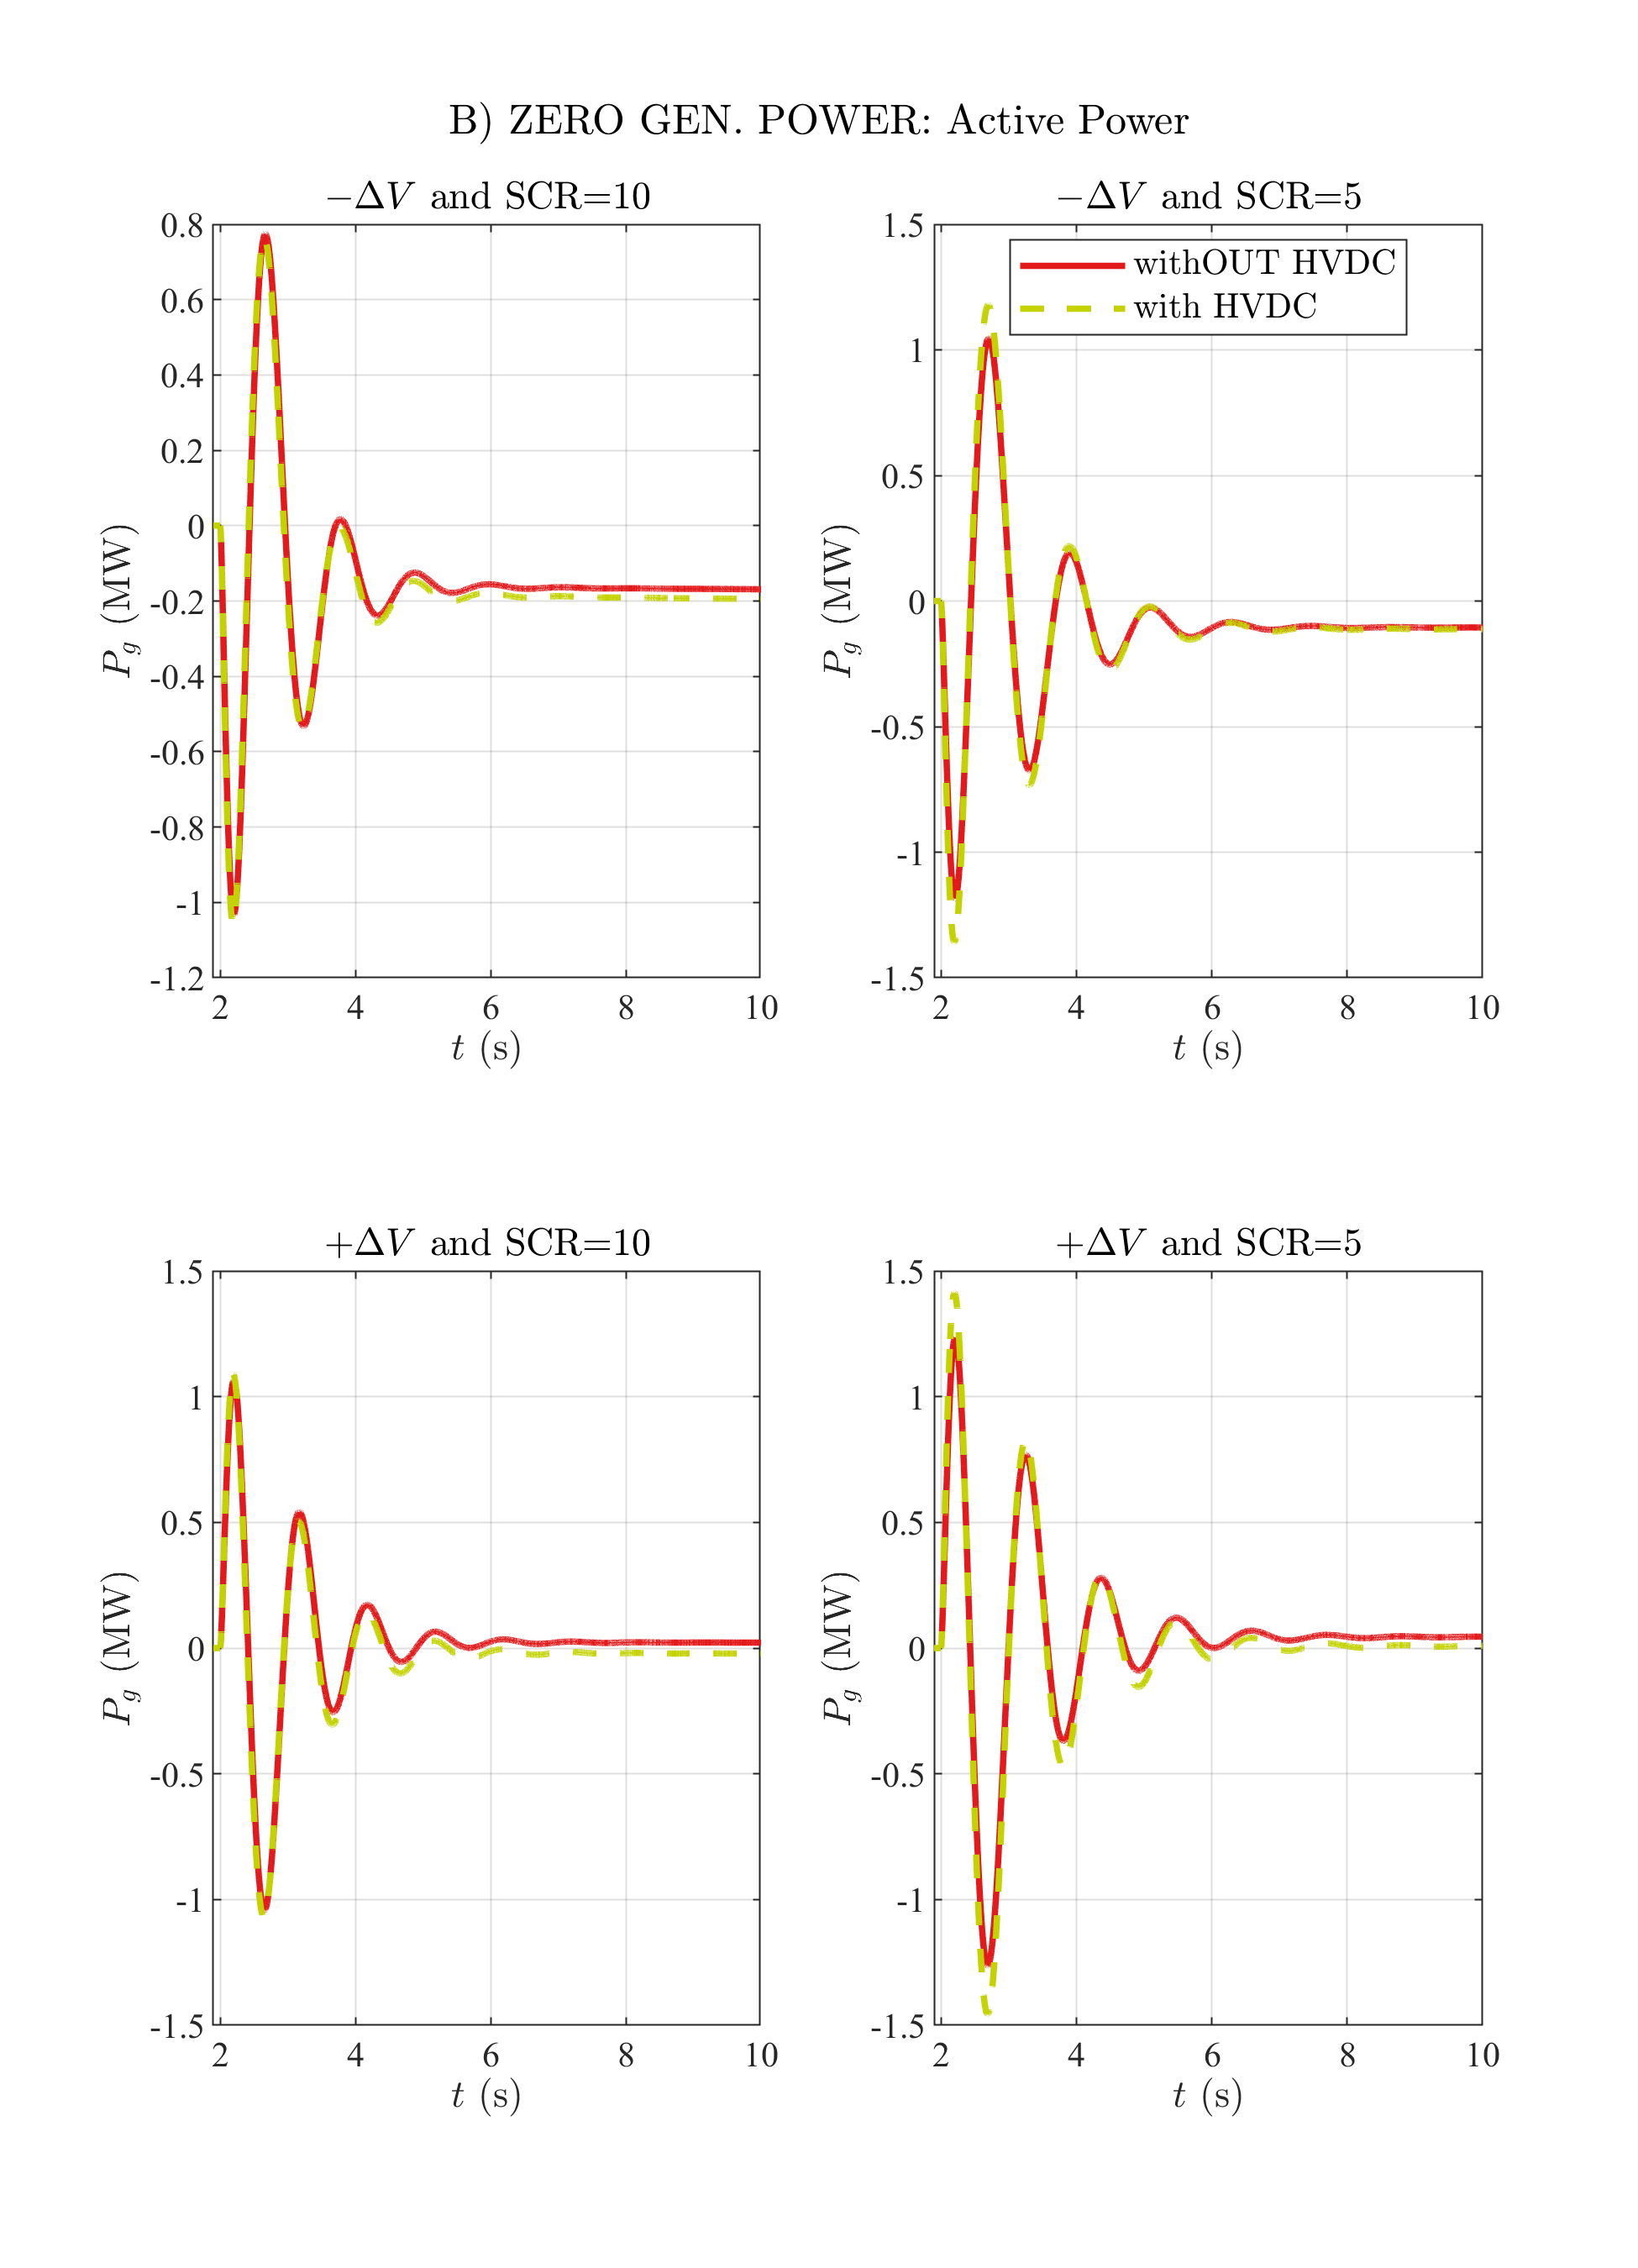 B) ZERO GEN. POWER: Active Power
−ΔV and SCR=10
0.8
0.6
0.4
0.2
0
-0.2
-0.4
-0.6
-0.8
-1
-1.2
P_g (MW)
2 4 6 8 10
t (s)
−ΔV and SCR=5
withOUT HVDC
with HVDC
1.5
1
0.5
0
-0.5
-1
-1.5
P_g (MW)
2 4 6 8 10
t (s)
+ΔV and SCR=10
1.5
1
0.5
0
-0.5
-1
-1.5
P_g (MW)
2 4 6 8 10
t (s)
+ΔV and SCR=5
1.5
1
0.5
0
-0.5
-1
-1.5
P_g (MW)
2 4 6 8 10
t (s)